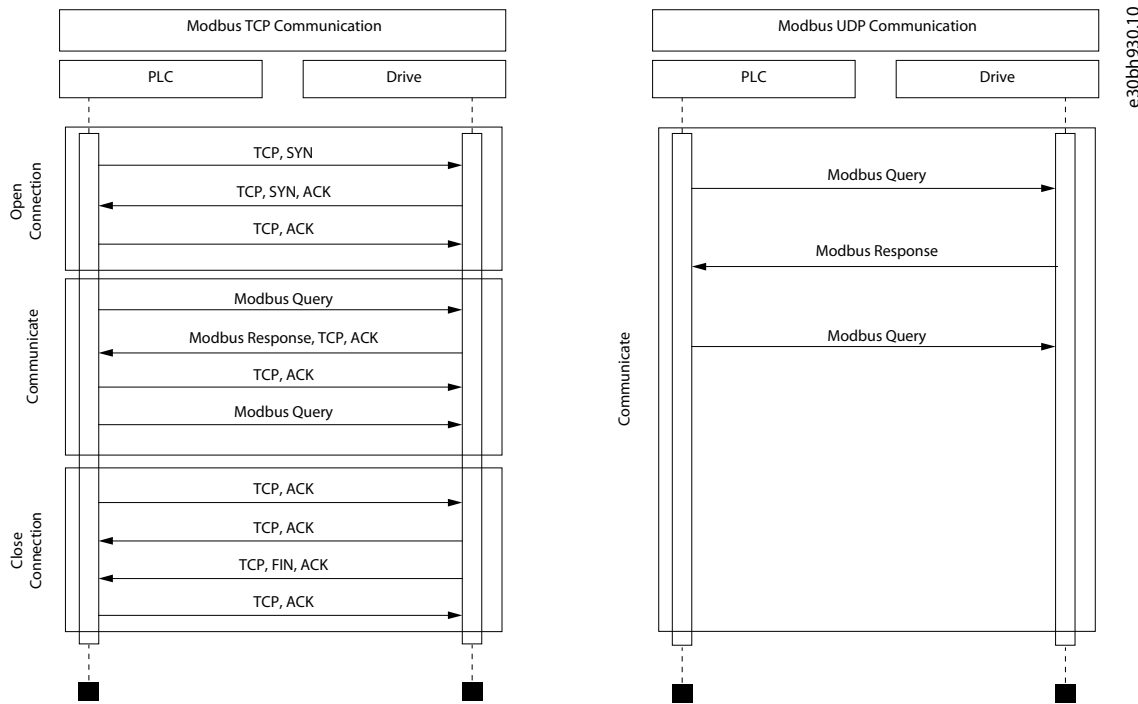 Modbus TCP Communication
PLC
Drive
Open
Connection
TCP, SYN
TCP, SYN, ACK
TCP, ACK
Communicate
Modbus Query
Modbus Response, TCP, ACK
TCP, ACK
Modbus Query
Close
Connection
TCP, ACK
TCP, ACK
TCP, FIN, ACK
TCP, ACK
Modbus UDP Communication
PLC
Drive
Communicate
Modbus Query
Modbus Response
Modbus Query
e30bh930.10